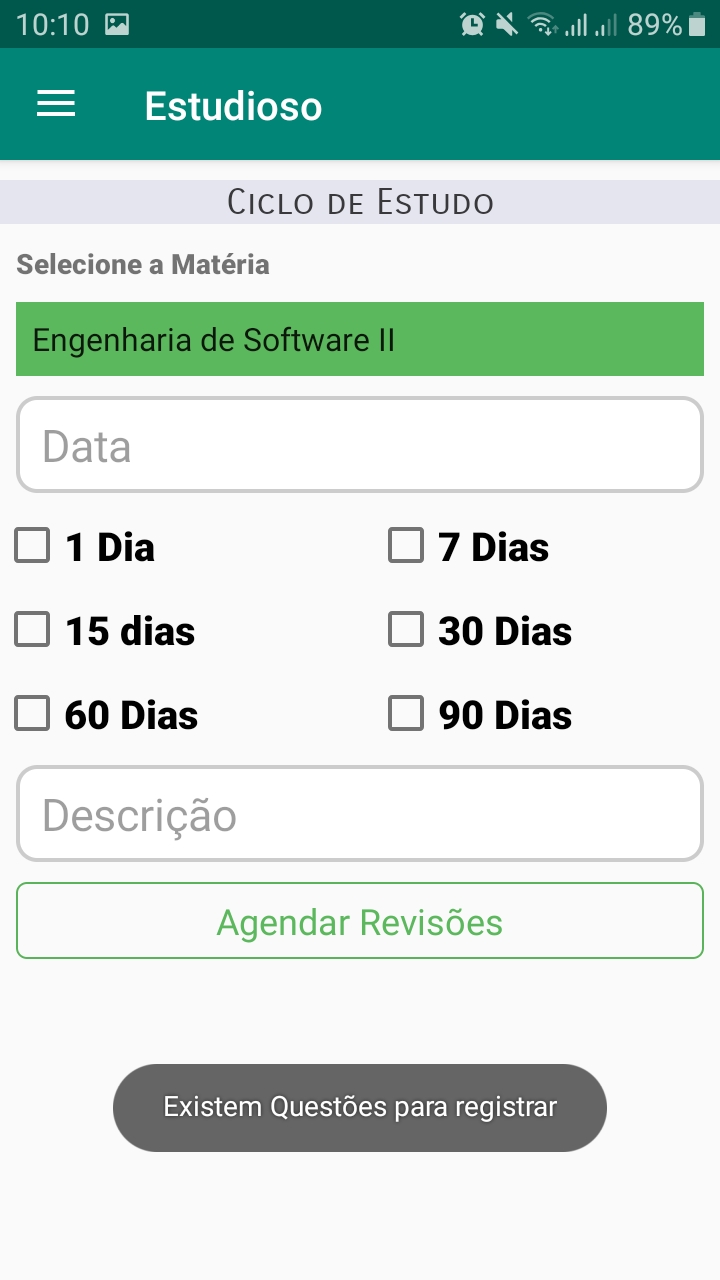 10:10 89%
Estudioso
Ciclo de Estudo
Selecione a Matéria
Engenharia de Software II
Data
1 Dia 7 Dias
15 dias 30 Dias
60 Dias 90 Dias
Descrição
Agendar Revisões
Existem Questões para registrar